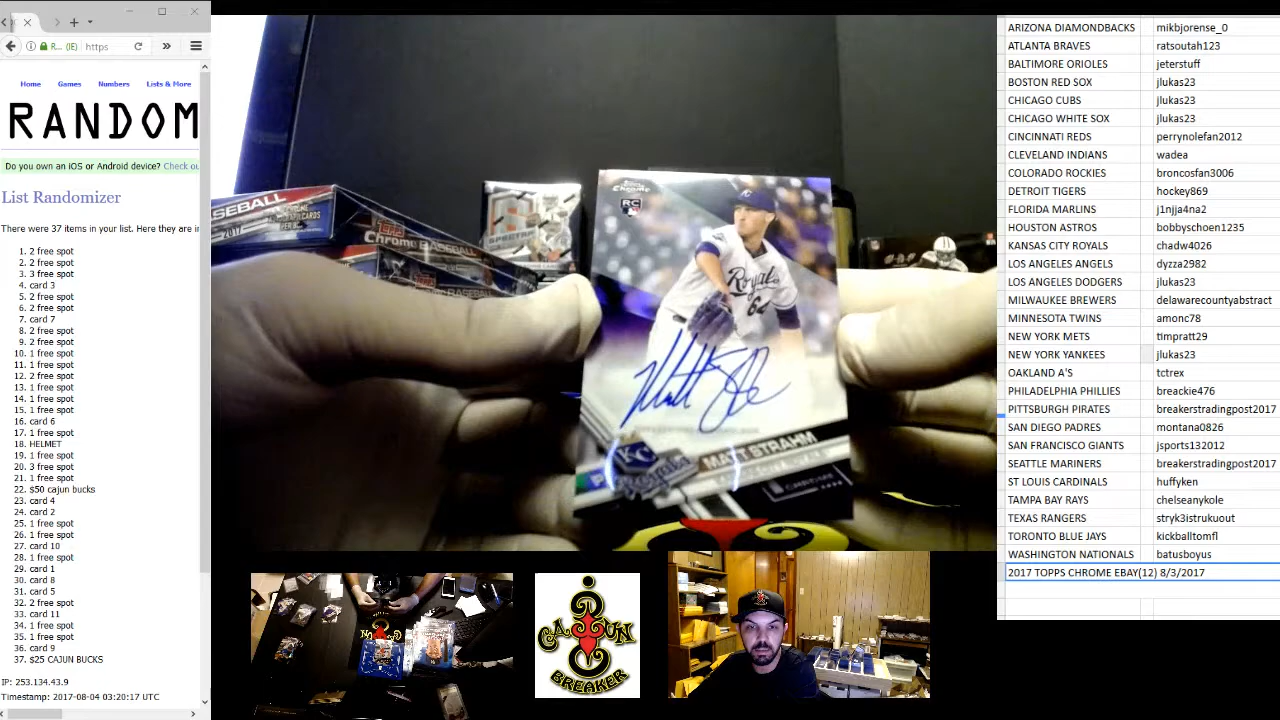 R... (IE) https
Home Games Numbers Lists & More
RANDOM
Do you own an iOS or Android device? Check ou
List Randomizer
There were 37 items in your list. Here they are i
1. 2 free spot
2. 2 free spot
3. 3 free spot
4. card 3
5. 2 free spot
6. 2 free spot
7. card 7
8. 2 free spot
9. 2 free spot
10. 1 free spot
11. 1 free spot
12. 2 free spot
13. 1 free spot
14. 1 free spot
15. 1 free spot
16. card 6
17. 1 free spot
18. HELMET
19. 1 free spot
20. 3 free spot
21. 1 free spot
22. $50 cajun bucks
23. card 4
24. card 2
25. 1 free spot
26. 1 free spot
27. card 10
28. 1 free spot
29. card 1
30. card 8
31. card 5
32. 2 free spot
33. card 11
34. 1 free spot
35. 1 free spot
36. card 9
37. $25 CAJUN BUCKS
IP: 253.134.43.9
Timestamp: 2017-08-04 03:20:17 UTC
SEBALL
2017
Chrome BASEBALL
SPECTRA
Chrome
RC
Royals
62
KC
MATT STRAHM
CAJUN
BREAKER
ARIZONA DIAMONDBACKS mikbjorense_0
ATLANTA BRAVES ratsoutah123
BALTIMORE ORIOLES jeterstuff
BOSTON RED SOX jlukas23
CHICAGO CUBS jlukas23
CHICAGO WHITE SOX jlukas23
CINCINNATI REDS perrynolefan2012
CLEVELAND INDIANS wadea
COLORADO ROCKIES broncosfan3006
DETROIT TIGERS hockey869
FLORIDA MARLINS j1njja4na2
HOUSTON ASTROS bobbyschoen1235
KANSAS CITY ROYALS chadw4026
LOS ANGELES ANGELS dyzza2982
LOS ANGELES DODGERS jlukas23
MILWAUKEE BREWERS delawarecountyabstract
MINNESOTA TWINS amonc78
NEW YORK METS timpratt29
NEW YORK YANKEES jlukas23
OAKLAND A'S tctrex
PHILADELPHIA PHILLIES breackie476
PITTSBURGH PIRATES breakerstradingpost2017
SAN DIEGO PADRES montana0826
SAN FRANCISCO GIANTS jsports132012
SEATTLE MARINERS breakerstradingpost2017
ST LOUIS CARDINALS huffyken
TAMPA BAY RAYS chelseanykole
TEXAS RANGERS stryk3istrukuout
TORONTO BLUE JAYS kickballtomfl
WASHINGTON NATIONALS batusboyus
2017 TOPPS CHROME EBAY(12) 8/3/2017